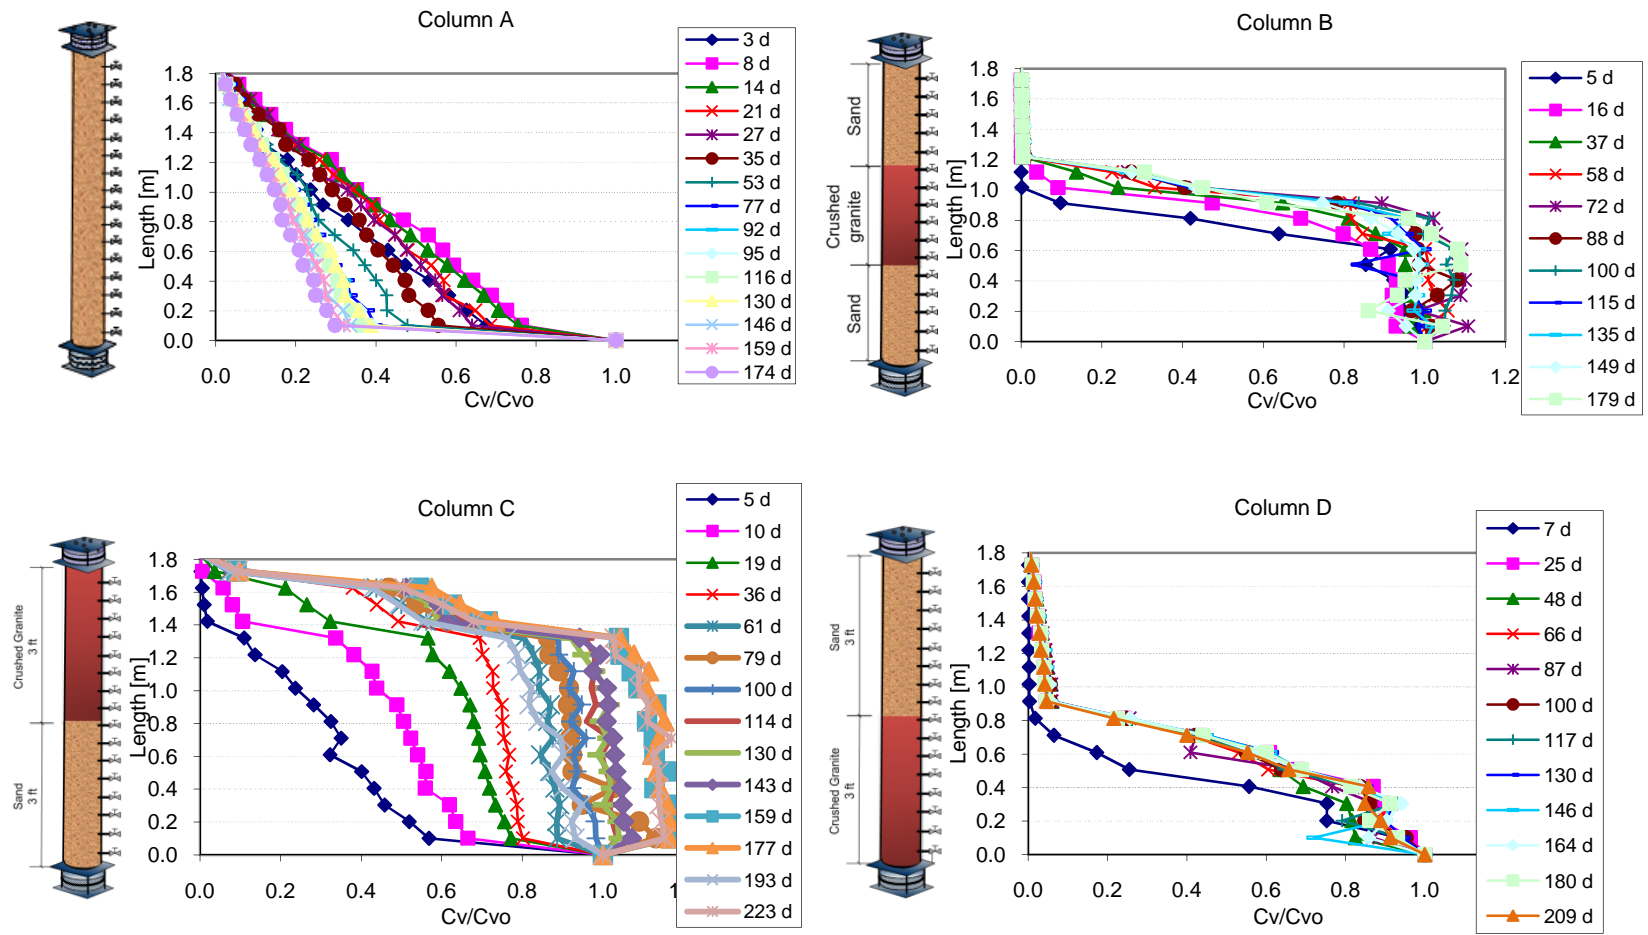 Column A
1.8
1.6
1.4
1.2
1.0
0.8
0.6
0.4
0.2
0.0
Length [m]
0.0 0.2 0.4 0.6 0.8 1.0
Cv/Cvo
3 d
8 d
14 d
21 d
27 d
35 d
53 d
77 d
92 d
95 d
116 d
130 d
146 d
159 d
174 d
Column B
Sand
Crushed
granite
Sand
1.8
1.6
1.4
1.2
1.0
0.8
0.6
0.4
0.2
0.0
Length [m]
0.0 0.2 0.4 0.6 0.8 1.0 1.2
Cv/Cvo
5 d
16 d
37 d
58 d
72 d
88 d
100 d
115 d
135 d
149 d
179 d
Column C
Crushed Granite
3 ft
Sand
3 ft
1.8
1.6
1.4
1.2
1.0
0.8
0.6
0.4
0.2
0.0
Length [m]
0.0 0.2 0.4 0.6 0.8 1.0 1
Cv/Cvo
5 d
10 d
19 d
36 d
61 d
79 d
100 d
114 d
130 d
143 d
159 d
177 d
193 d
223 d
Column D
Sand
3 ft
Crushed Granite
3 ft
1.8
1.6
1.4
1.2
1.0
0.8
0.6
0.4
0.2
0.0
Length [m]
0.0 0.2 0.4 0.6 0.8 1.0
Cv/Cvo
7 d
25 d
48 d
66 d
87 d
100 d
117 d
130 d
146 d
164 d
180 d
209 d